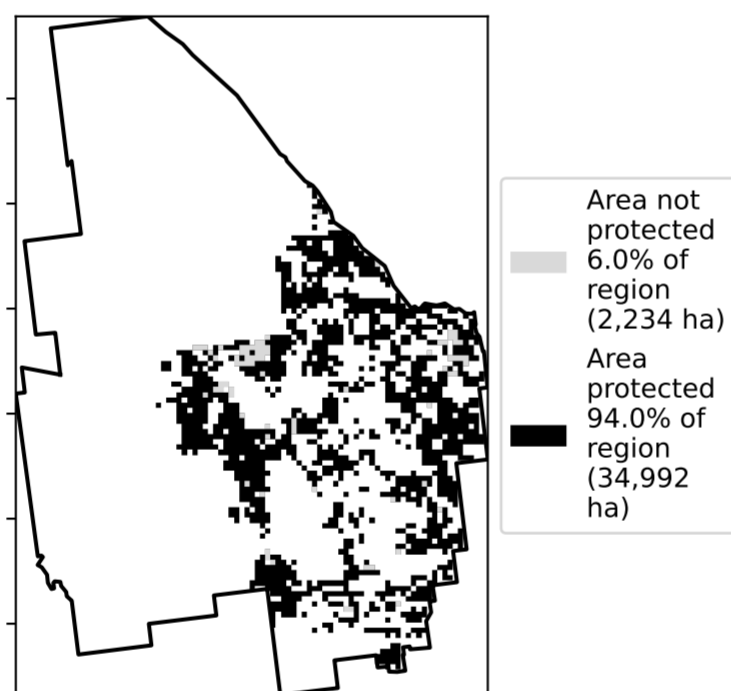 Area not
protected
6.0% of
region
(2,234 ha)
Area
protected
94.0% of
region
(34,992
ha)